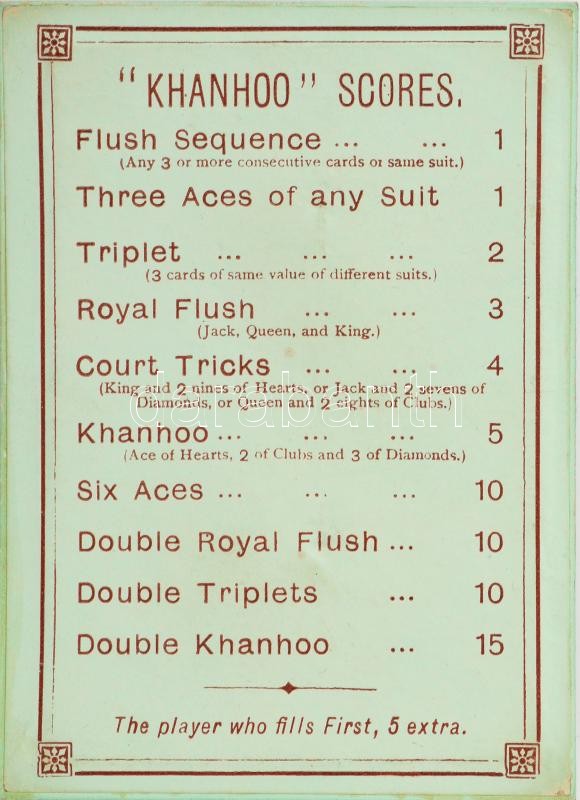 "KHANHOO" SCORES.
Flush Sequence ... ... 1
(Any 3 or more consecutive cards of same suit.)
Three Aces of any Suit 1
Triplet ... ... ... 2
(3 cards of same value of different suits.)
Royal Flush ... ... 3
(Jack, Queen, and King.)
Court Tricks ... ... 4
(King and 2 nines of Hearts, or Jack and 2 sevens of
Diamonds, or Queen and 2 eights of Clubs.)
darabanth
Khanhoo ... ... ... 5
(Ace of Hearts, 2 of Clubs and 3 of Diamonds.)
Six Aces ... ... ... 10
Double Royal Flush ... 10
Double Triplets ... 10
Double Khanhoo ... 15
The player who fills First, 5 extra.